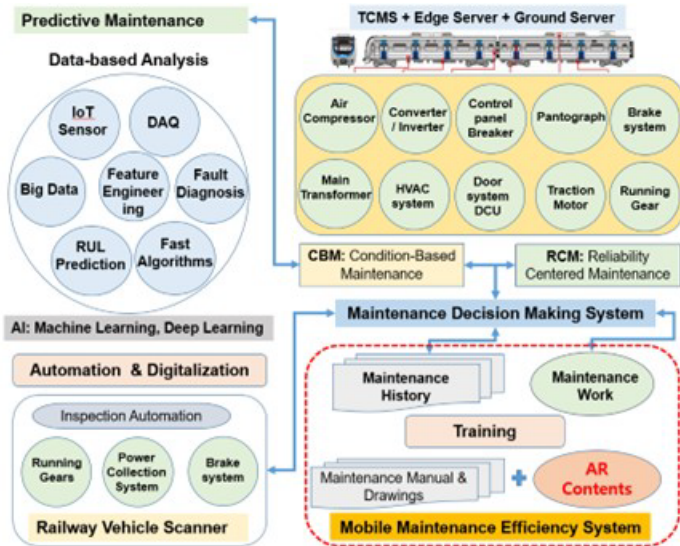 Predictive Maintenance
Data-based Analysis
IoT
Sensor
DAQ
Big Data
Feature
Engineer
ing
Fault
Diagnosis
RUL
Prediction
Fast
Algorithms
AI: Machine Learning, Deep Learning
Automation & Digitalization
Inspection Automation
Running
Gears
Power
Collection
System
Brake
system
Railway Vehicle Scanner
TCMS + Edge Server + Ground Server
Air
Compressor
Converter
/ Inverter
Control
panel
Breaker
Pantograph
Brake
system
Main
Transformer
HVAC
system
Door
system
DCU
Traction
Motor
Running
Gear
CBM: Condition-Based
Maintenance
RCM: Reliability
Centered Maintenance
Maintenance Decision Making System
Maintenance
History
Maintenance
Work
Training
Maintenance Manual &
Drawings
+
AR
Contents
Mobile Maintenance Efficiency System